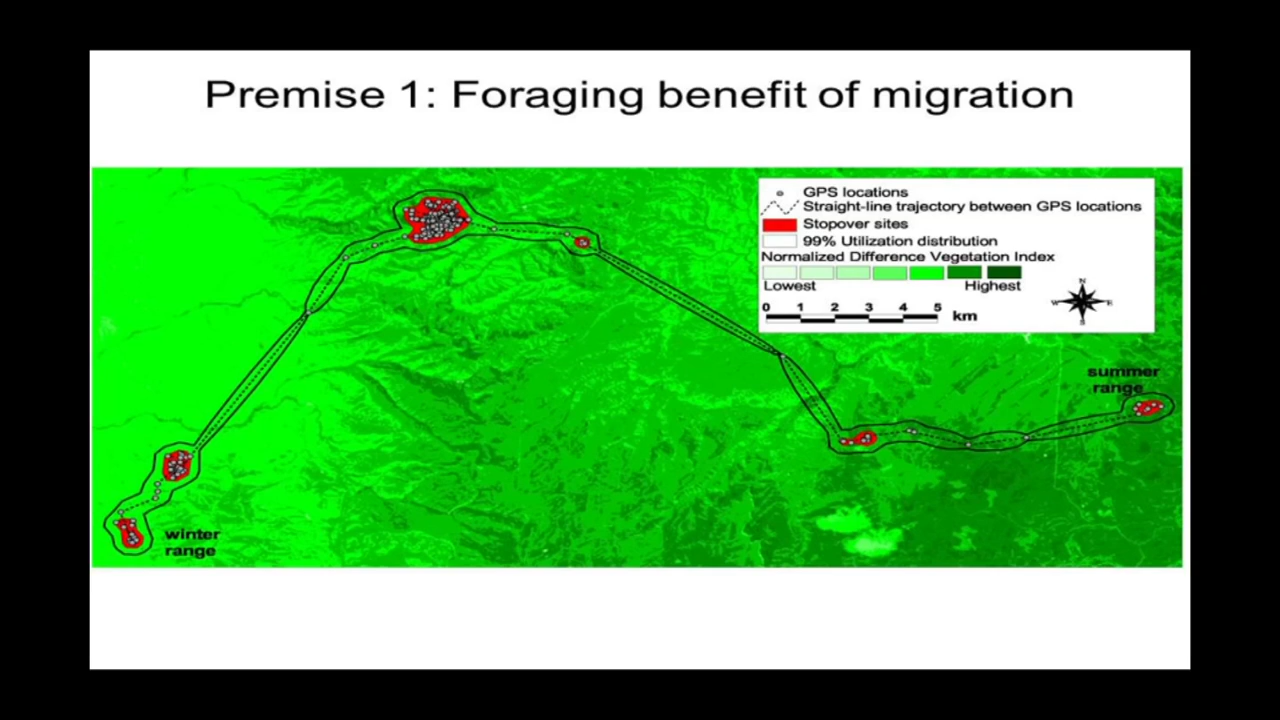 Premise 1: Foraging benefit of migration
GPS locations
Straight-line trajectory between GPS locations
Stopover sites
99% Utilization distribution
Normalized Difference Vegetation Index
Lowest Highest
0 1 2 3 4 5
km
N
W E
S
summer
range
winter
range